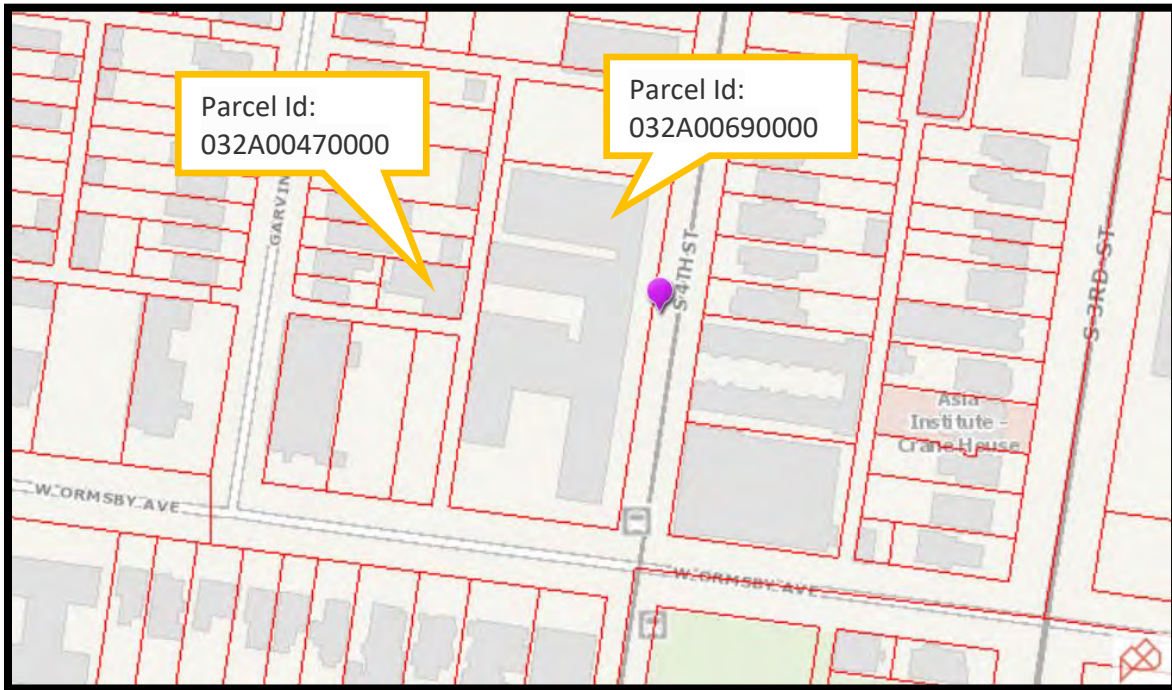 Parcel Id:
032A00470000
Parcel Id:
032A00690000
GARVIN
S 4TH ST
S 3RD ST
Asia
Institute -
Crane House
W ORMSBY AVE
W ORMSBY AVE